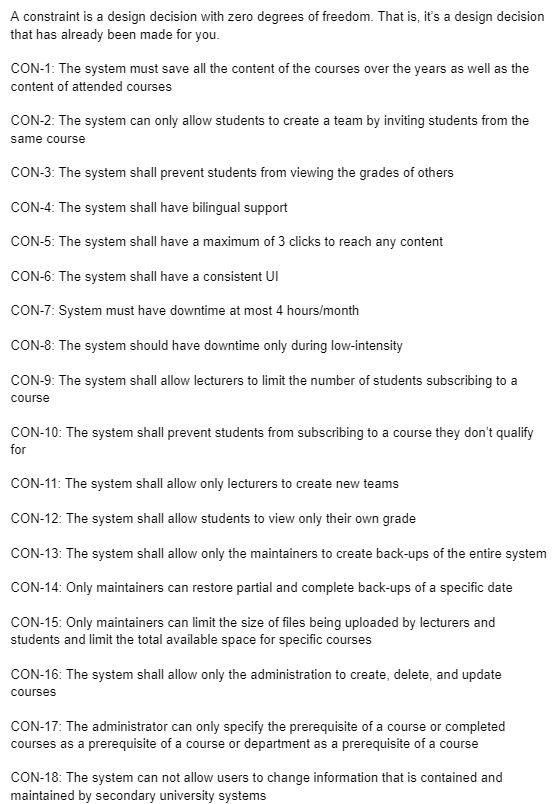 A constraint is a design decision with zero degrees of freedom. That is, it's a design decision
that has already been made for you.
CON-1: The system must save all the content of the courses over the years as well as the
content of attended courses
CON-2: The system can only allow students to create a team by inviting students from the
same course
CON-3: The system shall prevent students from viewing the grades of others
CON-4: The system shall have bilingual support
CON-5: The system shall have a maximum of 3 clicks to reach any content
CON-6: The system shall have a consistent UI
CON-7: System must have downtime at most 4 hours/month
CON-8: The system should have downtime only during low-intensity
CON-9: The system shall allow lecturers to limit the number of students subscribing to a
course
CON-10: The system shall prevent students from subscribing to a course they don't qualify
for
CON-11: The system shall allow only lecturers to create new teams
CON-12: The system shall allow students to view only their own grade
CON-13: The system shall allow only the maintainers to create back-ups of the entire system
CON-14: Only maintainers can restore partial and complete back-ups of a specific date
CON-15: Only maintainers can limit the size of files being uploaded by lecturers and
students and limit the total available space for specific courses
CON-16: The system shall allow only the administration to create, delete, and update
courses
CON-17: The administrator can only specify the prerequisite of a course or completed
courses as a prerequisite of a course or department as a prerequisite of a course
CON-18: The system can not allow users to change information that is contained and
maintained by secondary university systems